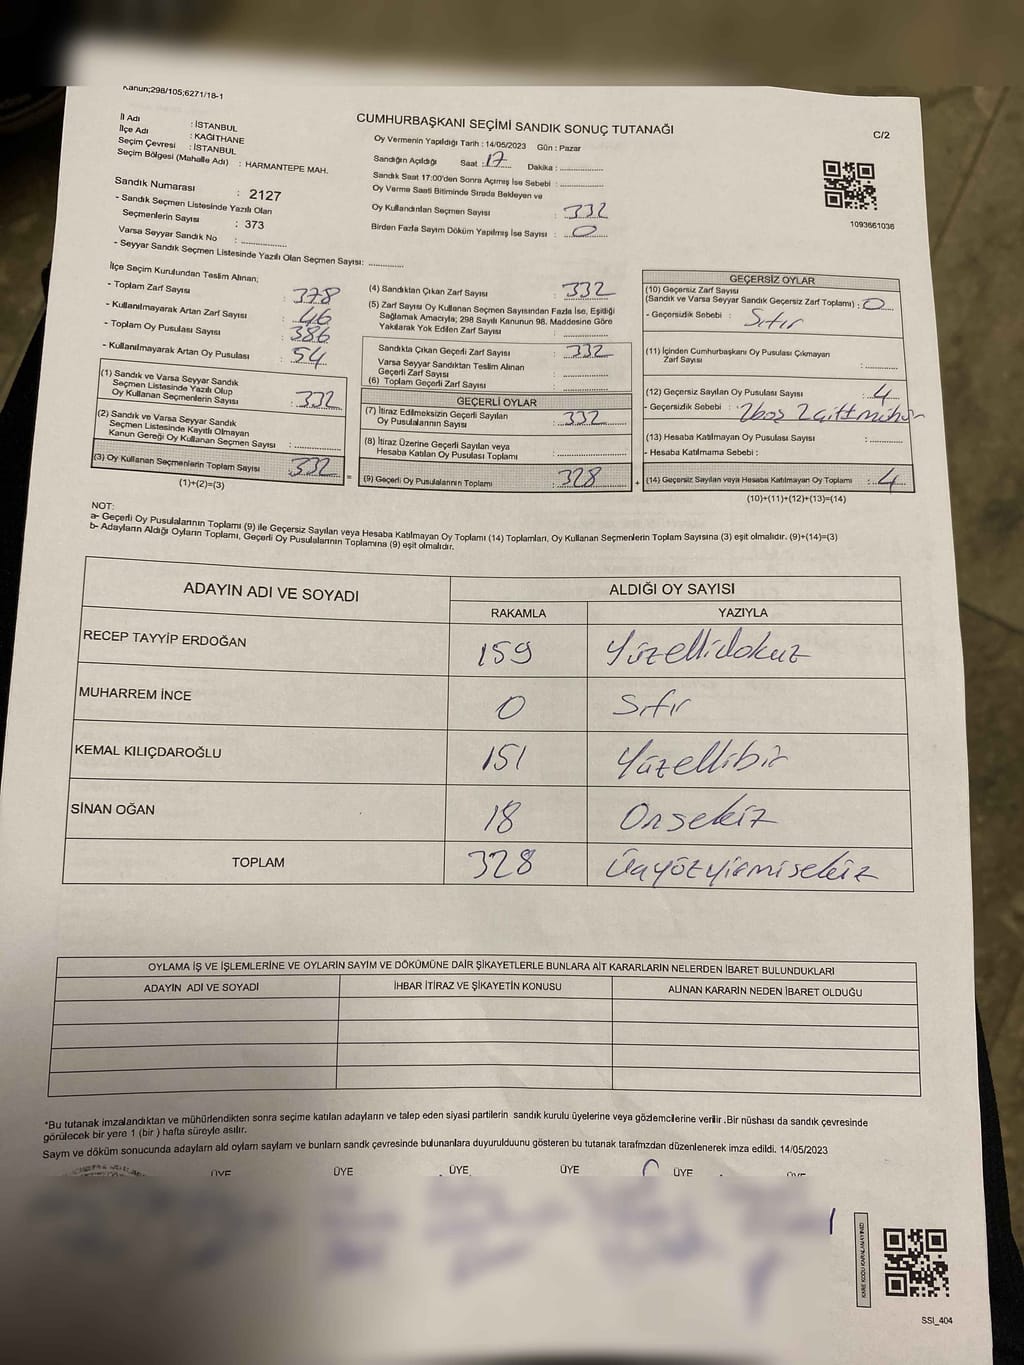 Kanun;298/105;6271/18-1
CUMHURBAŞKANI SEÇİMİ SANDIK SONUÇ TUTANAĞI
C/2
İl Adı : İSTANBUL
İlçe Adı : KAĞITHANE
Seçim Çevresi : İSTANBUL
Seçim Bölgesi (Mahalle Adı) : HARMANTEPE MAH.
Sandık Numarası : 2127
- Sandık Seçmen Listesinde Yazılı Olan
Seçmenlerin Sayısı : 373
Varsa Seyyar Sandık No : ..............
- Seyyar Sandık Seçmen Listesinde Yazılı Olan Seçmen Sayısı: ............
Oy Vermenin Yapıldığı Tarih : 14/05/2023 Gün : Pazar
Sandığın Açıldığı Saat : 17 Dakika : ..............
Sandık Saat 17:00'den Sonra Açmış İse Sebebi : ..............
Oy Verme Saati Bitiminde Sırada Bekleyen ve
Oy Kullandırılan Seçmen Sayısı : 332
Birden Fazla Sayım Döküm Yapılmış İse Sayısı : 0
1093661036
İlçe Seçim Kurulundan Teslim Alınan;
- Toplam Zarf Sayısı : 378
- Kullanılmayarak Artan Zarf Sayısı : 46
- Toplam Oy Pusulası Sayısı : 386
- Kullanılmayarak Artan Oy Pusulası : 54
(1) Sandık ve Varsa Seyyar Sandık
Seçmen Listesinde Yazılı Olup
Oy Kullanan Seçmenlerin Sayısı : 332
(2) Sandık ve Varsa Seyyar Sandık
Seçmen Listesinde Kayıtlı Olmayan
Kanun Gereği Oy Kullanan Seçmen Sayısı : ..............
(3) Oy Kullanan Seçmenlerin Toplam Sayısı : 332
(1)+(2)=(3)
=
(4) Sandıktan Çıkan Zarf Sayısı : 332
(5) Zarf Sayısı Oy Kullanan Seçmen Sayısından Fazla İse, Eşitliği
Sağlamak Amacıyla; 298 Sayılı Kanunun 98. Maddesine Göre
Yakılarak Yok Edilen Zarf Sayısı : ..............
Sandıkta Çıkan Geçerli Zarf Sayısı : 332
Varsa Seyyar Sandıktan Teslim Alınan
Geçerli Zarf Sayısı : ..............
(6) Toplam Geçerli Zarf Sayısı : ..............
GEÇERLİ OYLAR
(7) İtiraz Edilmeksizin Geçerli Sayılan
Oy Pusulalarının Sayısı : 332
(8) İtiraz Üzerine Geçerli Sayılan veya
Hesaba Katılan Oy Pusulası Toplamı : ..............
(9) Geçerli Oy Pusulalarının Toplamı : 328
+
GEÇERSİZ OYLAR
(10) Geçersiz Zarf Sayısı
(Sandık ve Varsa Seyyar Sandık Geçersiz Zarf Toplamı) : 0
- Geçersizlik Sebebi : Sıfır
(11) İçinden Cumhurbaşkanı Oy Pusulası Çıkmayan
Zarf Sayısı : ..............
(12) Geçersiz Sayılan Oy Pusulası Sayısı : 4
- Geçersizlik Sebebi : 2boş 2çift mühür
(13) Hesaba Katılmayan Oy Pusulası Sayısı : ..............
- Hesaba Katılmama Sebebi :
(14) Geçersiz Sayılan veya Hesaba Katılmayan Oy Toplamı : 4
(10)+(11)+(12)+(13)=(14)
NOT:
a- Geçerli Oy Pusulalarının Toplamı (9) ile Geçersiz Sayılan veya Hesaba Katılmayan Oy Toplamı (14) Toplamları, Oy Kullanan Seçmenlerin Toplam Sayısına (3) eşit olmalıdır. (9)+(14)=(3)
b- Adayların Aldığı Oyların Toplamı, Geçerli Oy Pusulalarının Toplamına (9) eşit olmalıdır.
ADAYIN ADI VE SOYADI ALDIĞI OY SAYISI
RAKAMLA YAZIYLA
RECEP TAYYİP ERDOĞAN 159 Yüzellidokuz
MUHARREM İNCE 0 Sıfır
KEMAL KILIÇDAROĞLU 151 Yüzellibir
SİNAN OĞAN 18 Onsekiz
TOPLAM 328 Üçyüzyirmisekiz
OYLAMA İŞ VE İŞLEMLERİNE VE OYLARIN SAYIM VE DÖKÜMÜNE DAİR ŞİKAYETLERLE BUNLARA AİT KARARLARIN NELERDEN İBARET BULUNDUKLARI
ADAYIN ADI VE SOYADI İHBAR İTİRAZ VE ŞİKAYETİN KONUSU ALINAN KARARIN NEDEN İBARET OLDUĞU
*Bu tutanak imzalandıktan ve mühürlendikten sonra seçime katılan adayların ve talep eden siyasi partilerin sandık kurulu üyelerine veya gözlemcilerine verilir .Bir nüshası da sandık çevresinde
görülecek bir yere 1 (bir ) hafta süreyle asılır.
Saym ve döküm sonucunda adayların ald oylam saylam ve bunlam sandk çevresinde bulunanlara duyurulduunu gösteren bu tutanak tarafmzdan düzenlenerek imza edildi. 14/05/2023
ÜYE ÜYE ÜYE ÜYE ÜYE ÜYE
KARE KODU KARALAMAYINIZ!
SSI_404